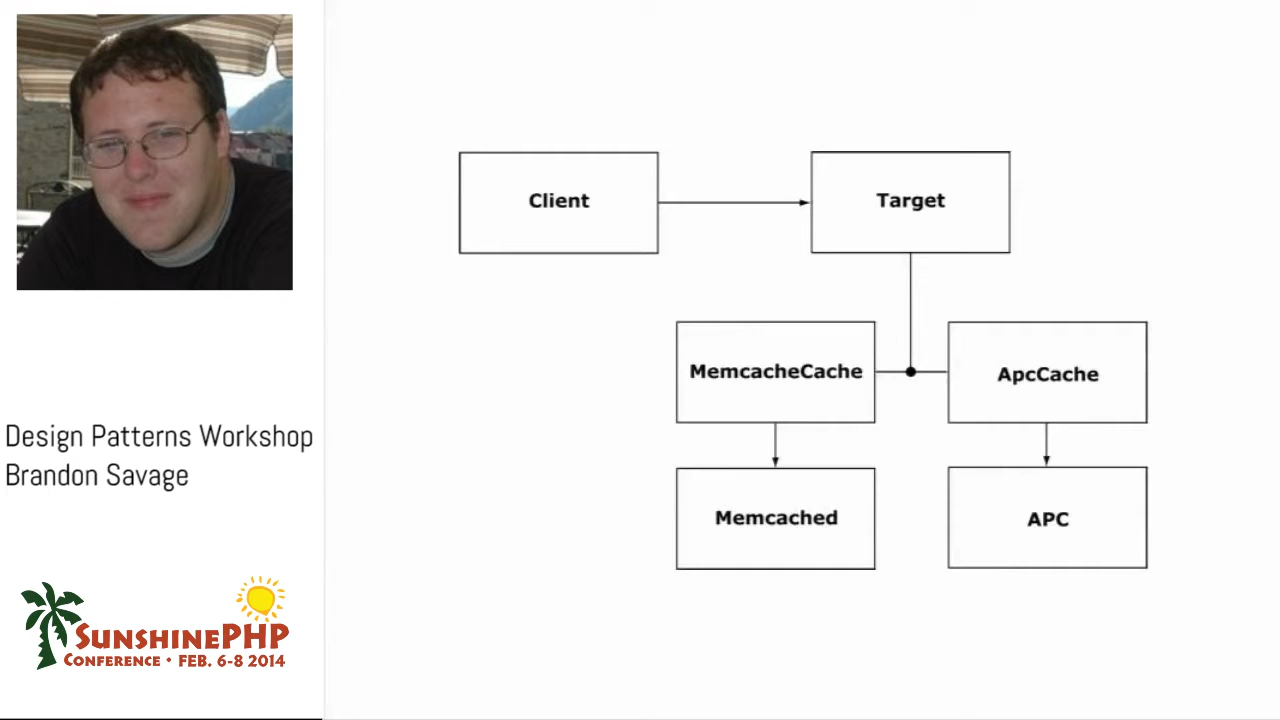 Design Patterns Workshop
Brandon Savage
SUNSHINEPHP
CONFERENCE • FEB. 6-8 2014
Client
Target
MemcacheCache
ApcCache
Memcached
APC